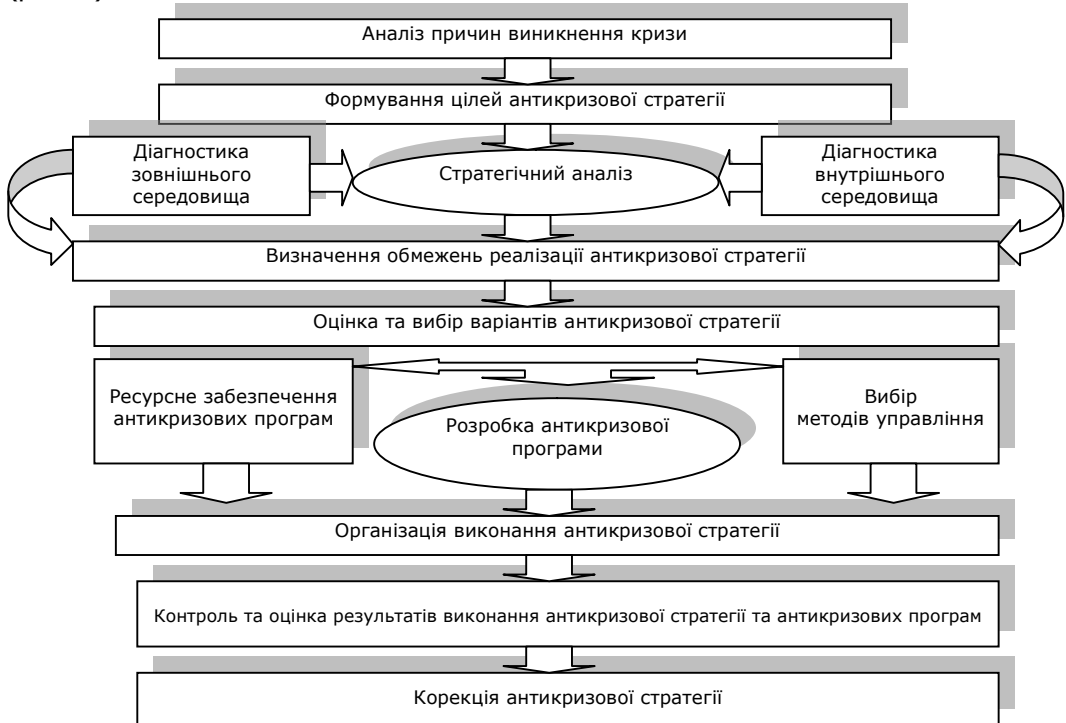 Аналіз причин виникнення кризи
Формування цілей антикризової стратегії
Діагностика
зовнішнього
середовища
Стратегічний аналіз
Діагностика
внутрішнього
середовища
Визначення обмежень реалізації антикризової стратегії
Оцінка та вибір варіантів антикризової стратегії
Ресурсне забезпечення
антикризових програм
Розробка антикризової
програми
Вибір
методів управління
Організація виконання антикризової стратегії
Контроль та оцінка результатів виконання антикризової стратегії та антикризових програм
Корекція антикризової стратегії